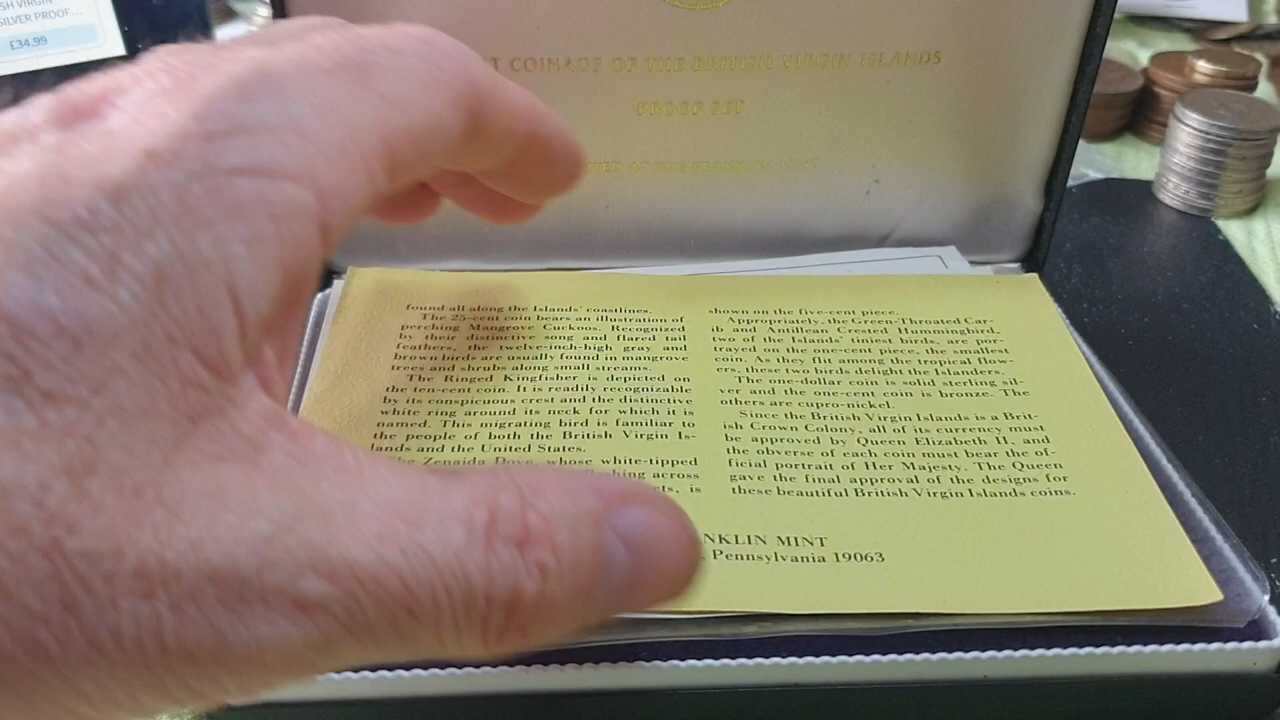 SH VIRGIN
SILVER PROOF...
£34.99
T COINAGE OF THE BRITISH VIRGIN ISLANDS
PROOF SET
AT THE FRANKLIN MINT
found all along the Islands' coastlines.
The 25-cent coin bears an illustration of
perching Mangrove Cuckoos. Recognized
by their distinctive song and flared tail
feathers, the twelve-inch-high gray and
brown birds are usually found in mangrove
trees and shrubs along small streams.
The Ringed Kingfisher is depicted on
the ten-cent coin. It is readily recognizable
by its conspicuous crest and the distinctive
white ring around its neck for which it is
named. This migrating bird is familiar to
the people of both the British Virgin Is-
lands and the United States.
The Zenaida Dove, whose white-tipped
hing across
cts, is
shown on the five-cent piece.
Appropriately, the Green-Throated Car-
ib and Antillean Crested Hummingbird,
two of the Islands' tiniest birds, are por-
trayed on the one-cent piece, the smallest
coin. As they flit among the tropical flow-
ers, these two birds delight the Islanders.
The one-dollar coin is solid sterling sil-
ver and the one-cent coin is bronze. The
others are cupro-nickel.
Since the British Virgin Islands is a Brit-
ish Crown Colony, all of its currency must
be approved by Queen Elizabeth II, and
the obverse of each coin must bear the of-
ficial portrait of Her Majesty. The Queen
gave the final approval of the designs for
these beautiful British Virgin Islands coins.
NKLIN MINT
, Pennsylvania 19063